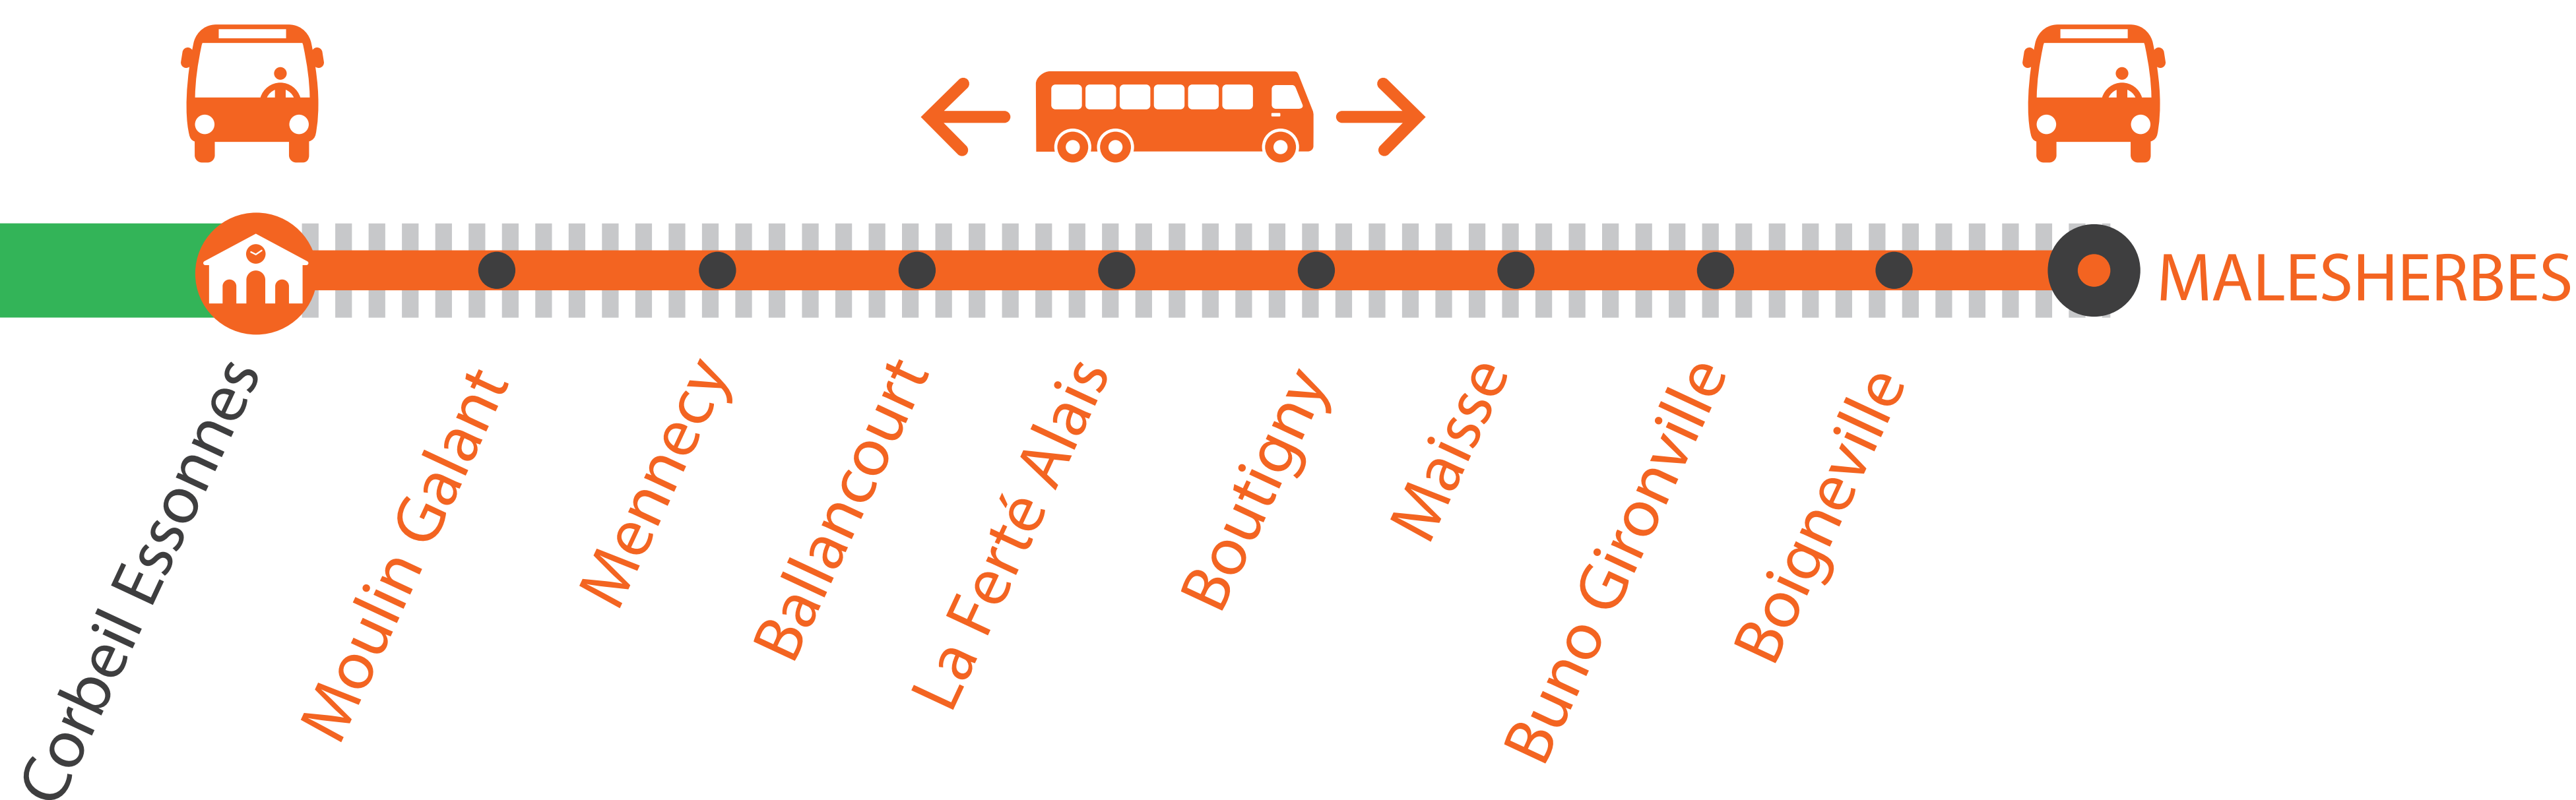 Corbeil Essonnes
Moulin Galant
Mennecy
Ballancourt
La Ferté Alais
Boutigny
Maisse
Buno Gironville
Boigneville
MALESHERBES